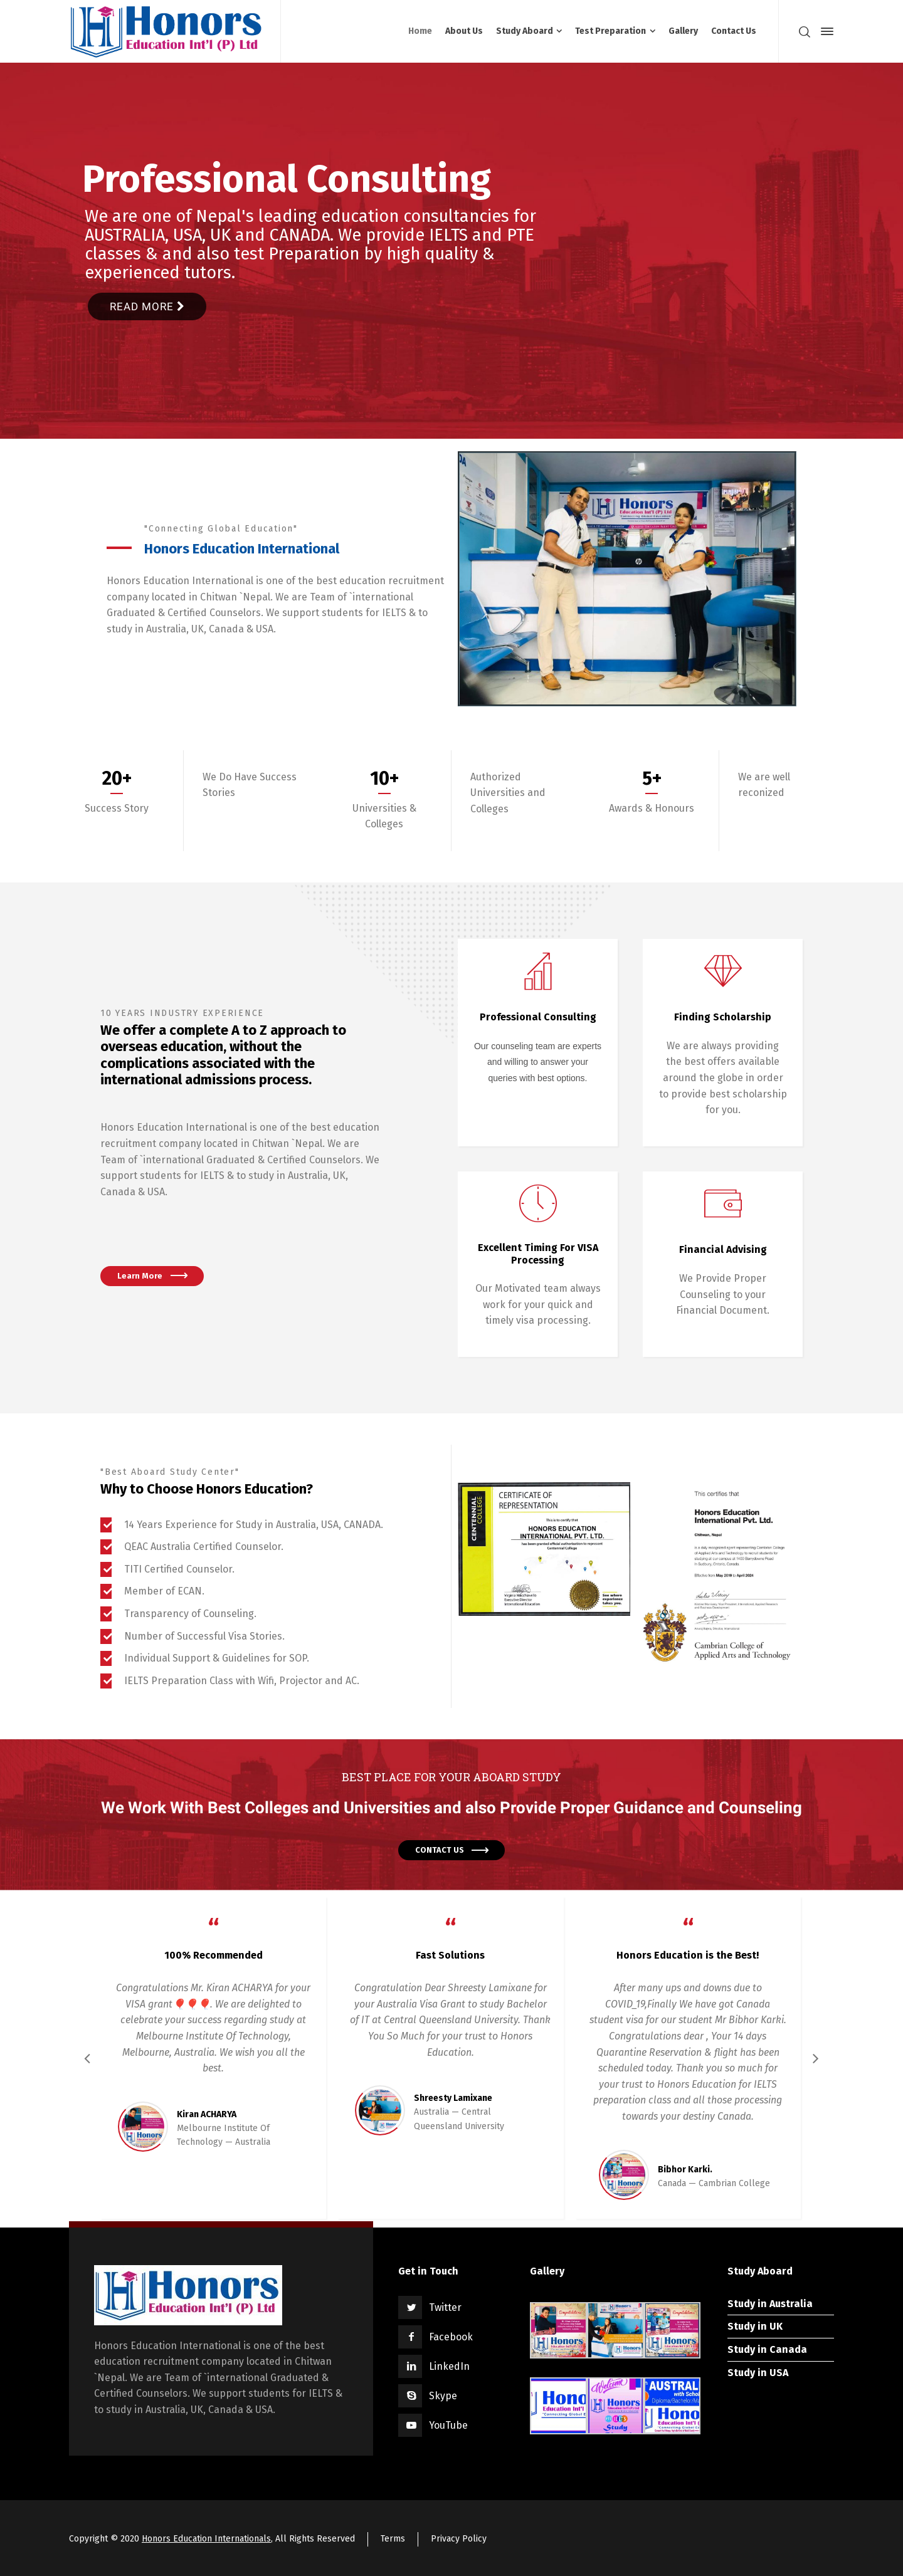 Honors
Education Int'l (P) Ltd
Home
About Us
Study Aboard
Test Preparation
Gallery
Contact Us
Professional Consulting
We are one of Nepal's leading education consultancies for
AUSTRALIA, USA, UK and CANADA. We provide IELTS and PTE
classes & and also test Preparation by high quality &
experienced tutors.
READ MORE
"Connecting Global Education"
Honors Education International
Honors Education International is one of the best education recruitment
company located in Chitwan `Nepal. We are Team of `international
Graduated & Certified Counselors. We support students for IELTS & to
study in Australia, UK, Canada & USA.
Honors
Education Int'l (P) Ltd
20+
Success Story
We Do Have Success
Stories
10+
Universities &
Colleges
Authorized
Universities and
Colleges
5+
Awards & Honours
We are well
reconized
10 YEARS INDUSTRY EXPERIENCE
We offer a complete A to Z approach to
overseas education, without the
complications associated with the
international admissions process.
Honors Education International is one of the best education
recruitment company located in Chitwan `Nepal. We are
Team of `international Graduated & Certified Counselors. We
support students for IELTS & to study in Australia, UK,
Canada & USA.
Learn More
Professional Consulting
Our counseling team are experts
and willing to answer your
queries with best options.
Finding Scholarship
We are always providing
the best offers available
around the globe in order
to provide best scholarship
for you.
Excellent Timing For VISA
Processing
Our Motivated team always
work for your quick and
timely visa processing.
Financial Advising
We Provide Proper
Counseling to your
Financial Document.
"Best Aboard Study Center"
Why to Choose Honors Education?
14 Years Experience for Study in Australia, USA, CANADA.
QEAC Australia Certified Counselor.
TITI Certified Counselor.
Member of ECAN.
Transparency of Counseling.
Number of Successful Visa Stories.
Individual Support & Guidelines for SOP.
IELTS Preparation Class with Wifi, Projector and AC.
CENTENNIAL COLLEGE
CERTIFICATE OF
REPRESENTATION
This is to certify that
HONORS EDUCATION
INTERNATIONAL PVT. LTD.
See where
experience
takes you.
This certifies that
Honors Education
International Pvt. Ltd.
Chitwan, Nepal
Cambrian College of
Applied Arts and Technology
BEST PLACE FOR YOUR ABOARD STUDY
We Work With Best Colleges and Universities and also Provide Proper Guidance and Counseling
CONTACT US
“
100% Recommended
Congratulations Mr. Kiran ACHARYA for your
VISA grant🎈🎈🎈. We are delighted to
celebrate your success regarding study at
Melbourne Institute Of Technology,
Melbourne, Australia. We wish you all the
best.
Kiran ACHARYA
Melbourne Institute Of
Technology — Australia
“
Fast Solutions
Congratulation Dear Shreesty Lamixane for
your Australia Visa Grant to study Bachelor
of IT at Central Queensland University. Thank
You So Much for your trust to Honors
Education.
Shreesty Lamixane
Australia — Central
Queensland University
“
Honors Education is the Best!
After many ups and downs due to
COVID_19,Finally We have got Canada
student visa for our student Mr Bibhor Karki.
Congratulations dear , Your 14 days
Quarantine Reservation & flight has been
scheduled today. Thank you so much for
your trust to Honors Education for IELTS
preparation class and all those processing
towards your destiny Canada.
Bibhor Karki.
Canada — Cambrian College
Honors
Education Int'l (P) Ltd
Honors Education International is one of the best
education recruitment company located in Chitwan
`Nepal. We are Team of `international Graduated &
Certified Counselors. We support students for IELTS &
to study in Australia, UK, Canada & USA.
Get in Touch
Twitter
Facebook
LinkedIn
Skype
YouTube
Gallery
Honors
Honors
Honors
Hono
Welcome
Honors
Study
AUSTRAL
Hono
Study Aboard
Study in Australia
Study in UK
Study in Canada
Study in USA
Copyright © 2020 Honors Education Internationals, All Rights Reserved
Terms
Privacy Policy